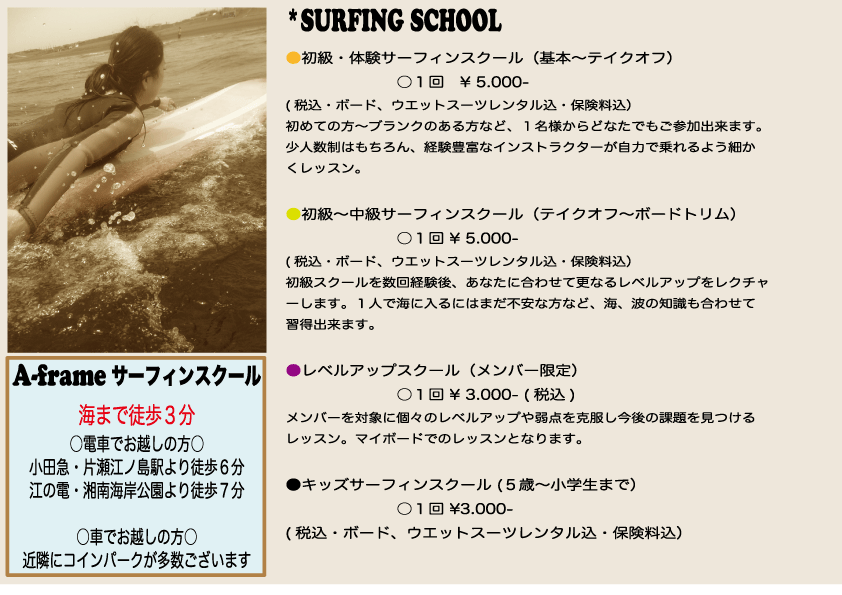 *SURFING SCHOOL
●初級・体験サーフィンスクール（基本〜テイクオフ）
〇１回　￥5.000-
( 税込・ボード、ウエットスーツレンタル込・保険料込）
初めての方〜ブランクのある方など、１名様からどなたでもご参加出来ます。
少人数制はもちろん、経験豊富なインストラクターが自力で乗れるよう細か
くレッスン。
●初級〜中級サーフィンスクール（テイクオフ〜ボードトリム）
〇１回￥5.000-
( 税込・ボード、ウエットスーツレンタル込・保険料込）
初級スクールを数回経験後、あなたに合わせて更なるレベルアップをレクチャ
ーします。１人で海に入るにはまだ不安な方など、海、波の知識も合わせて
習得出来ます。
●レベルアップスクール（メンバー限定）
〇１回￥3.000- ( 税込 )
メンバーを対象に個々のレベルアップや弱点を克服し今後の課題を見つける
レッスン。マイボードでのレッスンとなります。
●キッズサーフィンスクール (５歳〜小学生まで）
〇１回 ¥3.000-
( 税込・ボード、ウエットスーツレンタル込・保険料込）
A-frame サーフィンスクール
海まで徒歩３分
〇電車でお越しの方〇
小田急・片瀬江ノ島駅より徒歩６分
江の電・湘南海岸公園より徒歩７分
〇車でお越しの方〇
近隣にコインパークが多数ございます